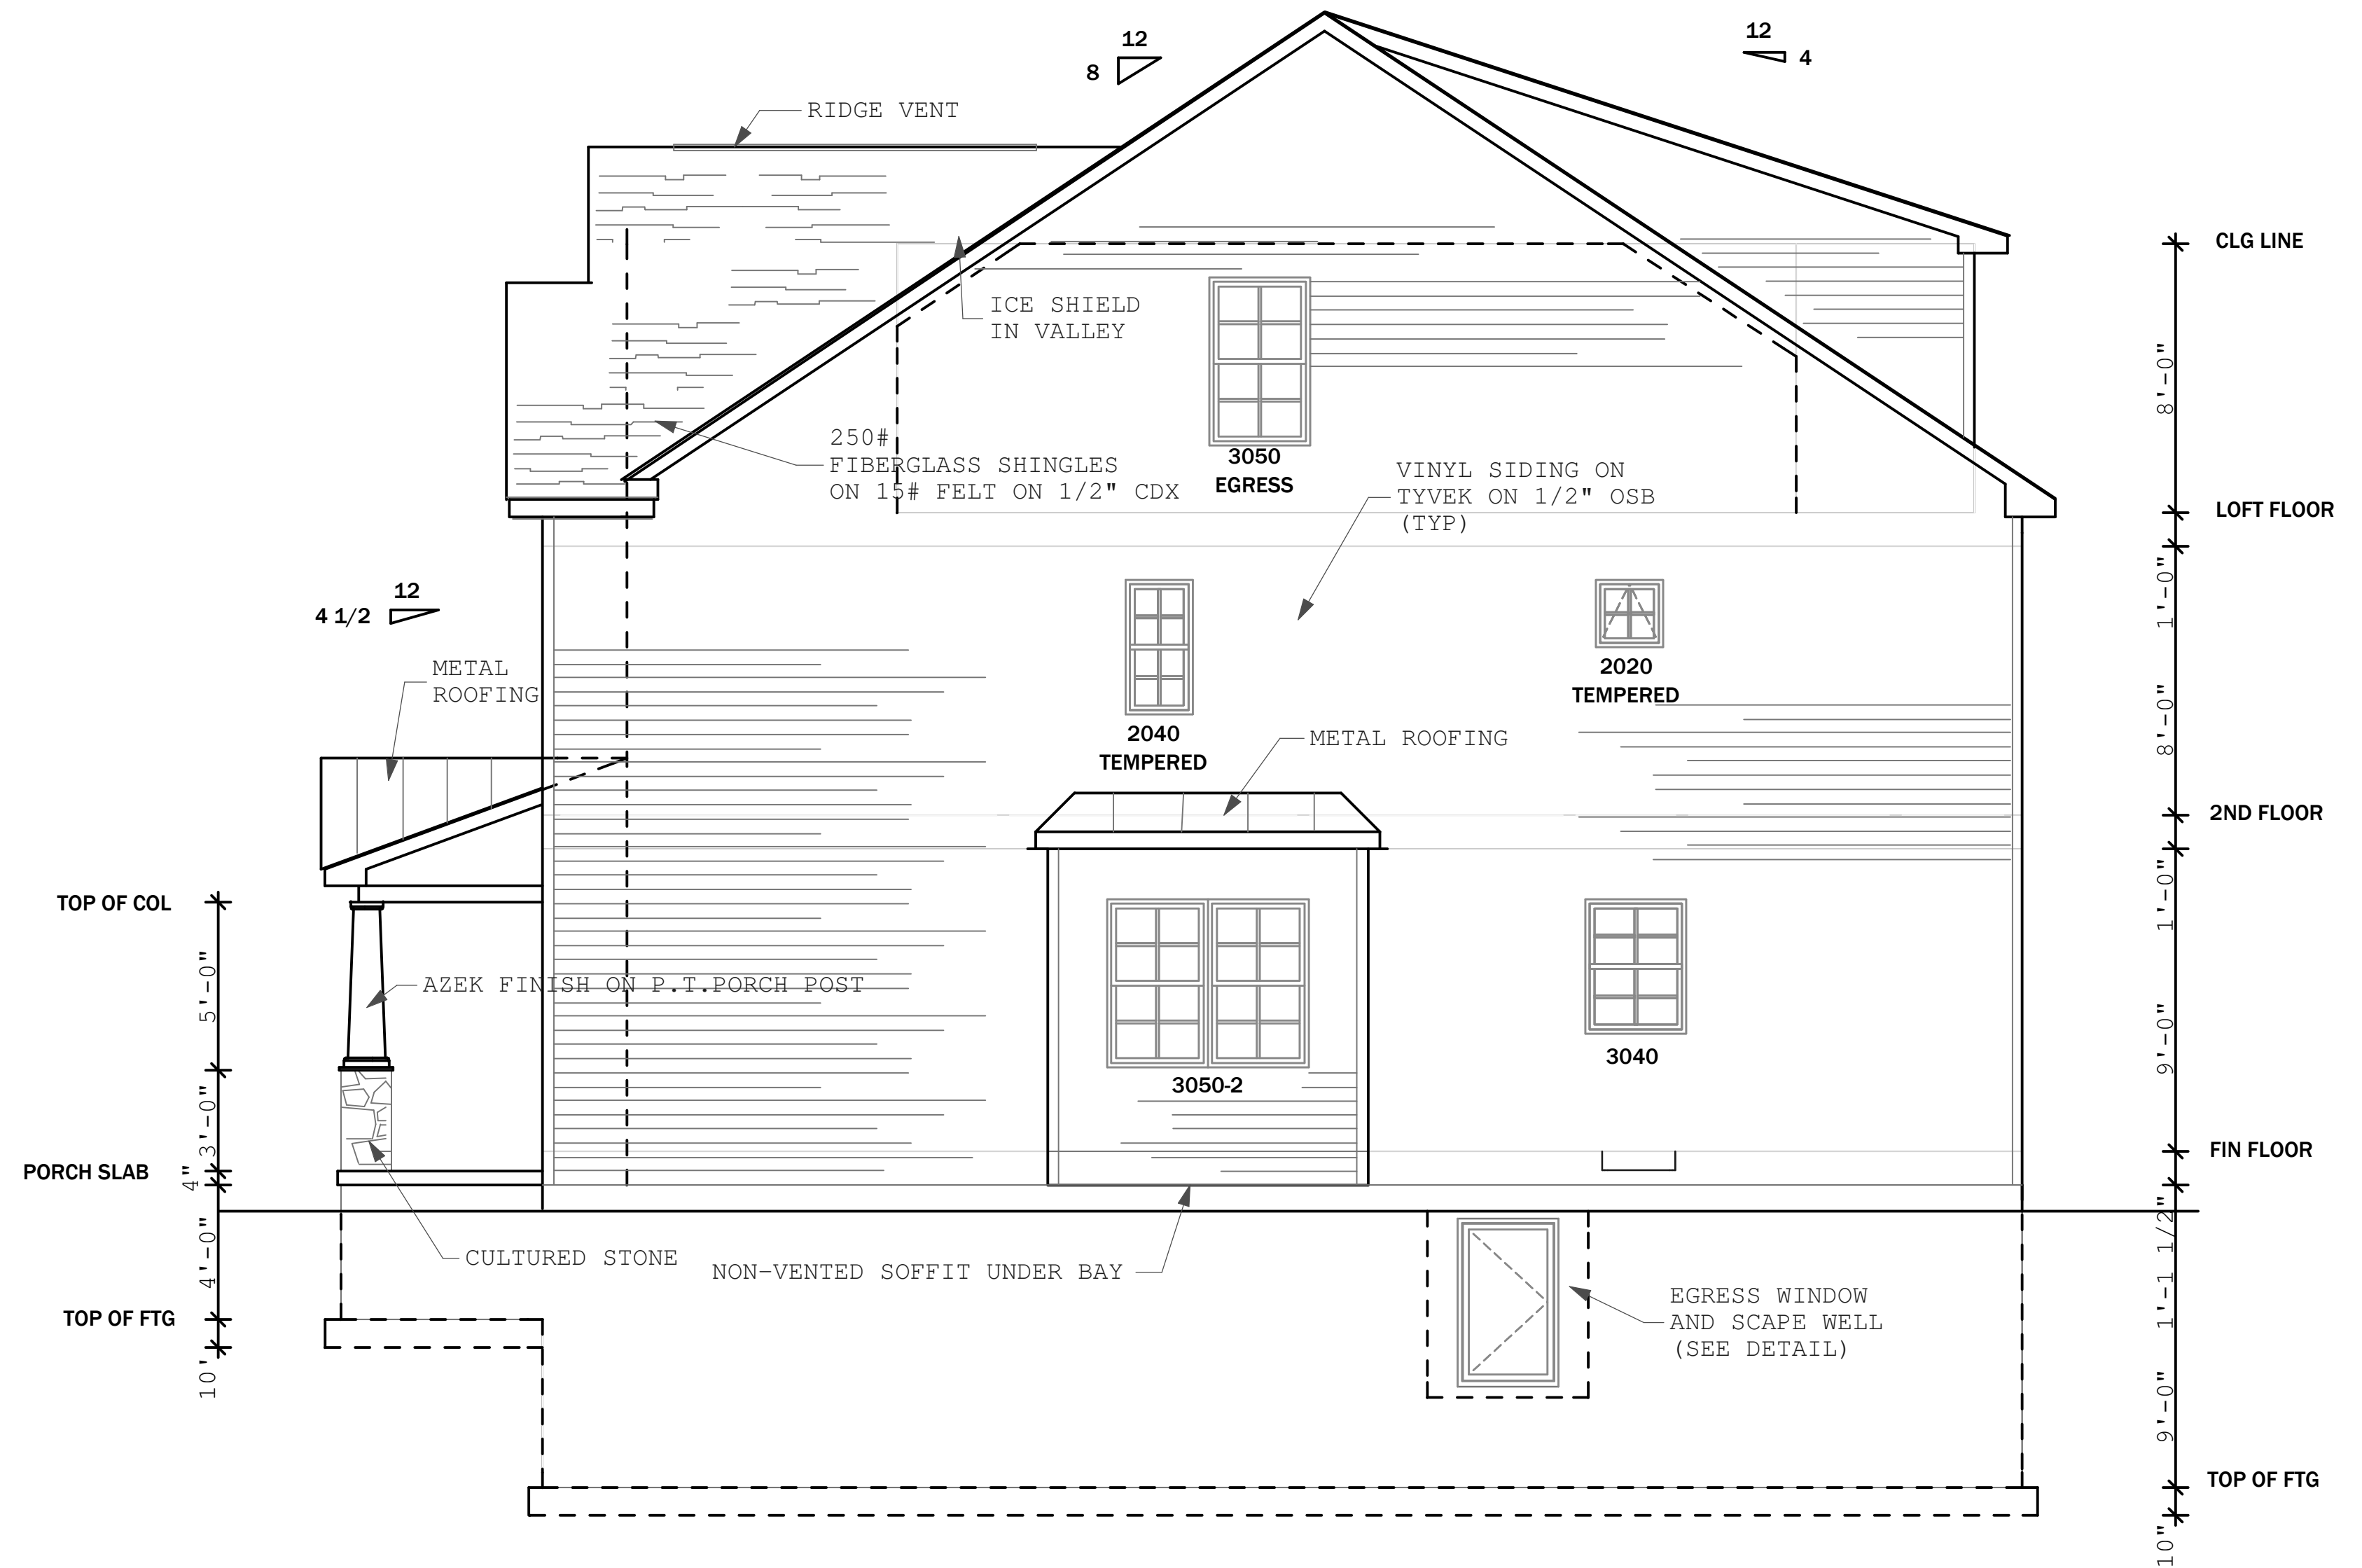 12
8
12
4
RIDGE VENT
CLG LINE
ICE SHIELD
IN VALLEY
8'-0"
250#
FIBERGLASS SHINGLES
ON 15# FELT ON 1/2" CDX
3050
EGRESS
VINYL SIDING ON
TYVEK ON 1/2" OSB
(TYP)
LOFT FLOOR
1'-0"
12
4 1/2
METAL
ROOFING
2020
TEMPERED
8'-0"
2040
TEMPERED
METAL ROOFING
2ND FLOOR
1'-0"
TOP OF COL
5'-0"
AZEK FINISH ON P.T.PORCH POST
3050-2
3040
9'-0"
3'-0"
FIN FLOOR
PORCH SLAB
4"
4'-0"
1'-1 1/2"
CULTURED STONE
NON-VENTED SOFFIT UNDER BAY
EGRESS WINDOW
AND SCAPE WELL
(SEE DETAIL)
TOP OF FTG
10'
9'-0"
TOP OF FTG
10"